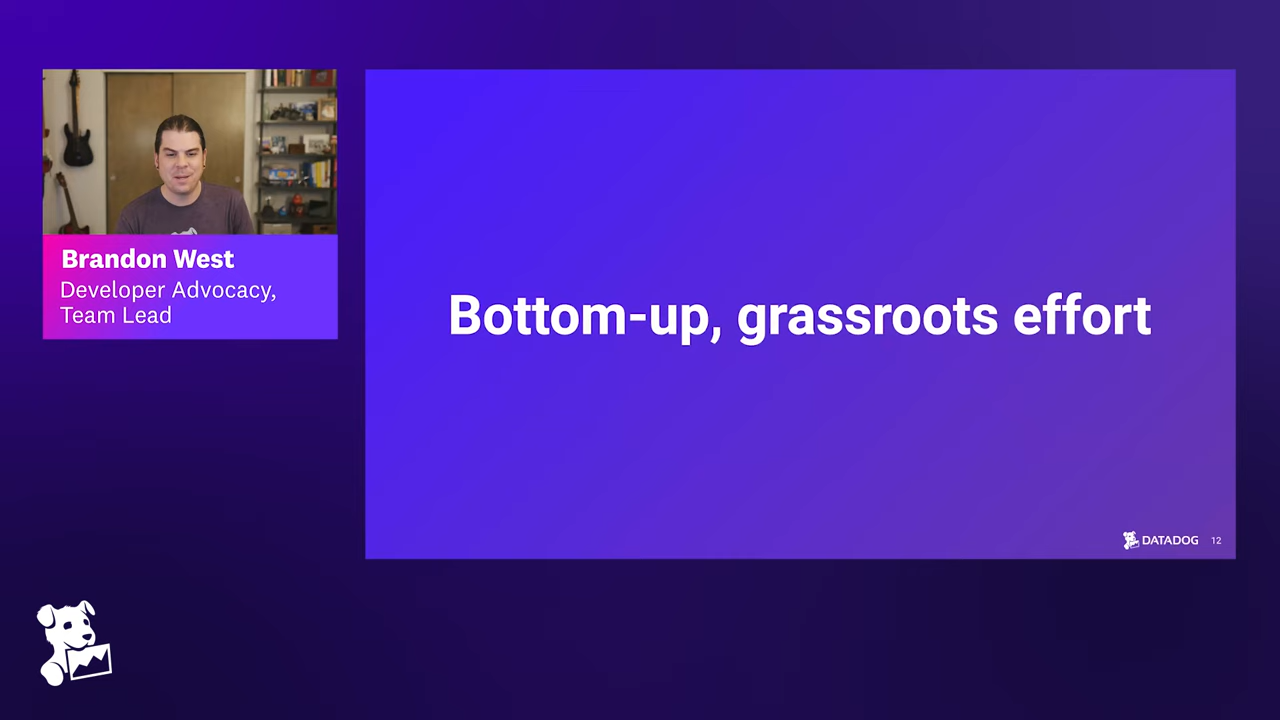 Brandon West
Developer Advocacy,
Team Lead
Bottom-up, grassroots effort
DATADOG 12